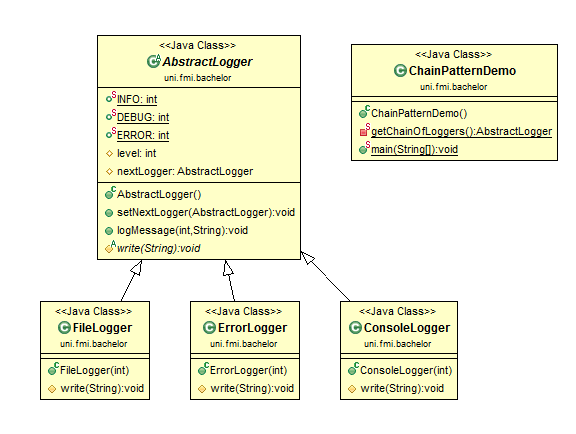 <<Java Class>>
AbstractLogger
uni.fmi.bachelor
INFO: int
DEBUG: int
ERROR: int
level: int
nextLogger: AbstractLogger
AbstractLogger()
setNextLogger(AbstractLogger):void
logMessage(int,String):void
write(String):void
<<Java Class>>
ChainPatternDemo
uni.fmi.bachelor
ChainPatternDemo()
getChainOfLoggers():AbstractLogger
main(String[]):void
<<Java Class>>
FileLogger
uni.fmi.bachelor
FileLogger(int)
write(String):void
<<Java Class>>
ErrorLogger
uni.fmi.bachelor
ErrorLogger(int)
write(String):void
<<Java Class>>
ConsoleLogger
uni.fmi.bachelor
ConsoleLogger(int)
write(String):void